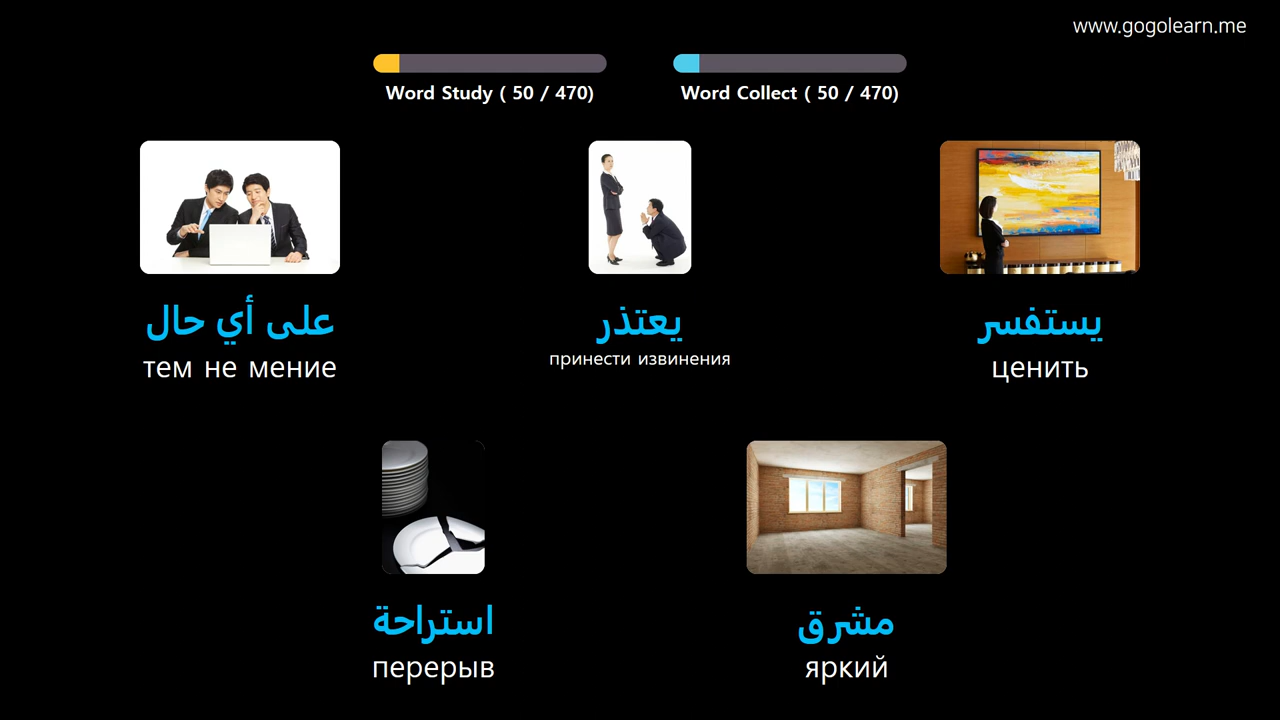 www.gogolearn.me
Word Study ( 50 / 470)
Word Collect ( 50 / 470)
على أي حال
тем не мение
يعتذر
принести извинения
يستفسر
ценить
استراحة
перерыв
مشرق
яркий